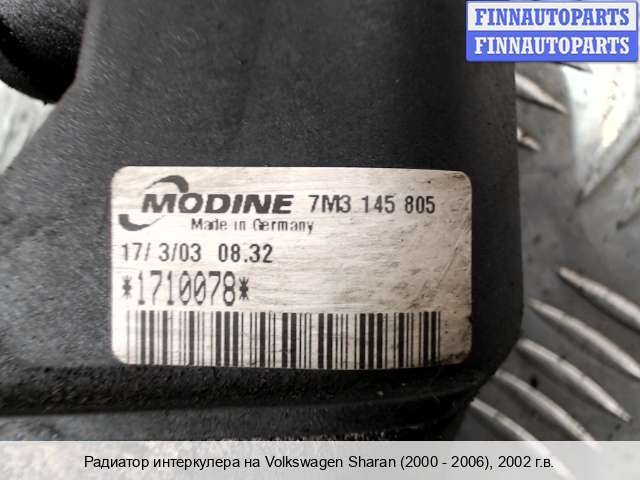 FINNAUTOPARTS
FINNAUTOPARTS
MODINE 7M3 145 805
Made in Germany
17/ 3/03 08.32
*1710078*
Радиатор интеркулера на Volkswagen Sharan (2000 - 2006), 2002 г.в.